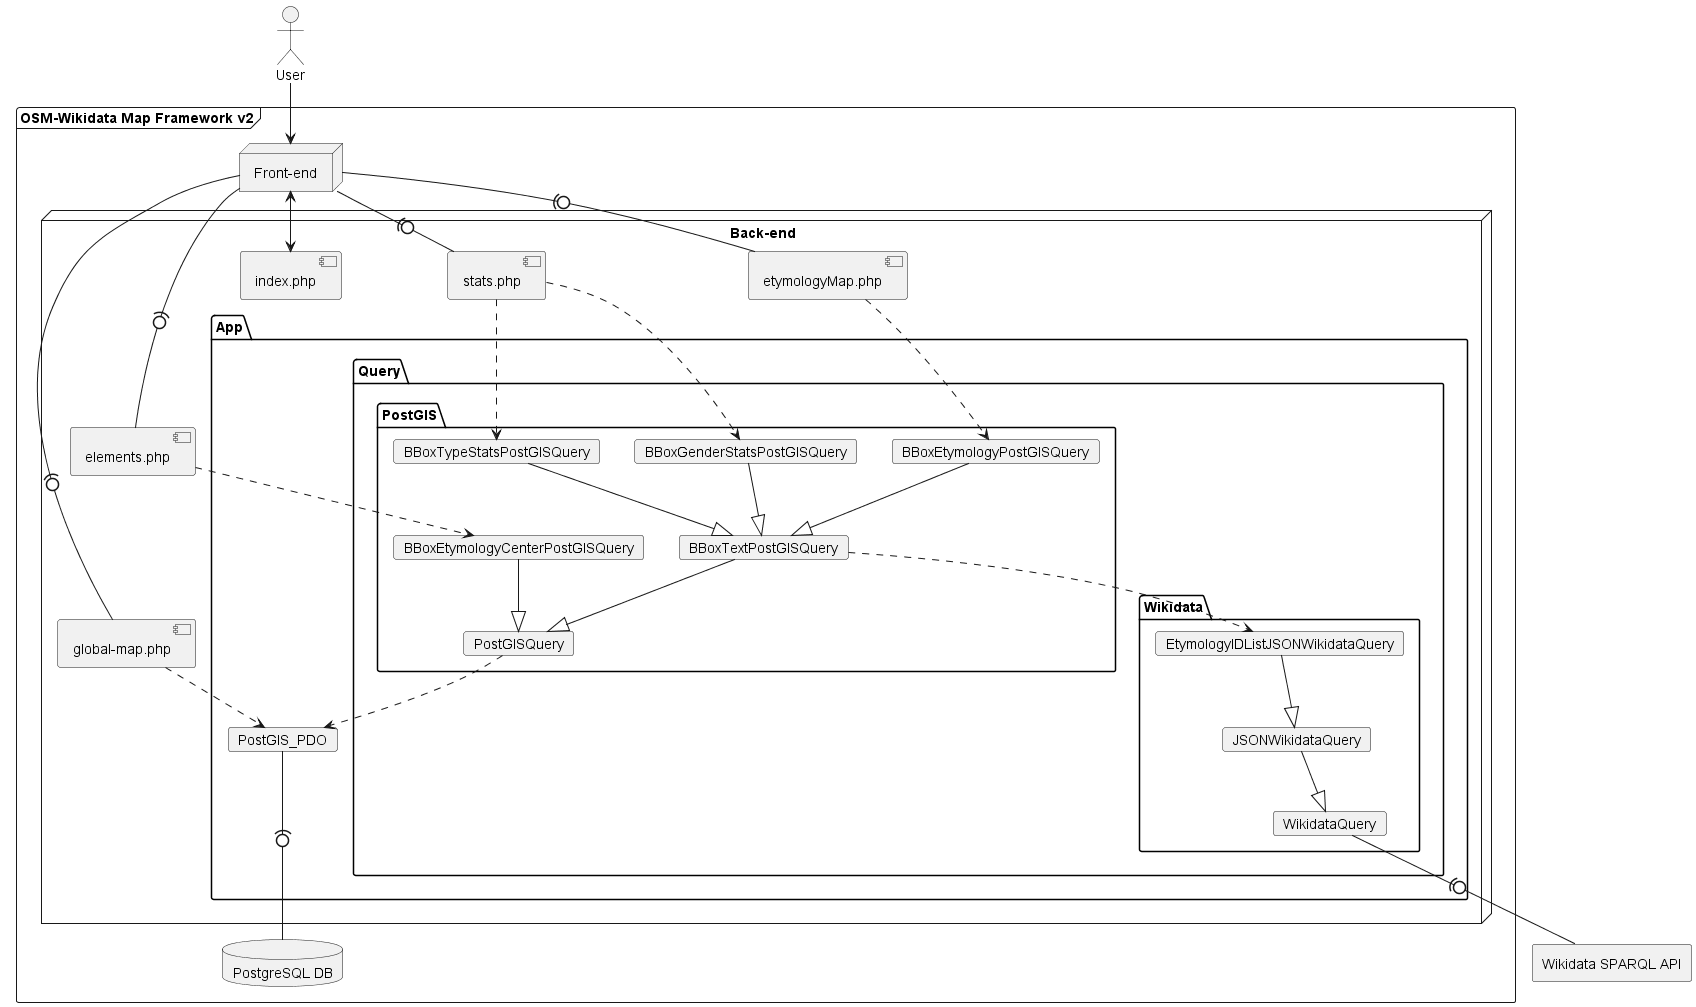 User
OSM-Wikidata Map Framework v2
Front-end
Back-end
index.php
stats.php
etymologyMap.php
App
Query
PostGIS
BBoxTypeStatsPostGISQuery
BBoxGenderStatsPostGISQuery
BBoxEtymologyPostGISQuery
elements.php
BBoxEtymologyCenterPostGISQuery
BBoxTextPostGISQuery
Wikidata
PostGISQuery
EtymologyIDListJSONWikidataQuery
global-map.php
PostGIS_PDO
JSONWikidataQuery
WikidataQuery
PostgreSQL DB
Wikidata SPARQL API